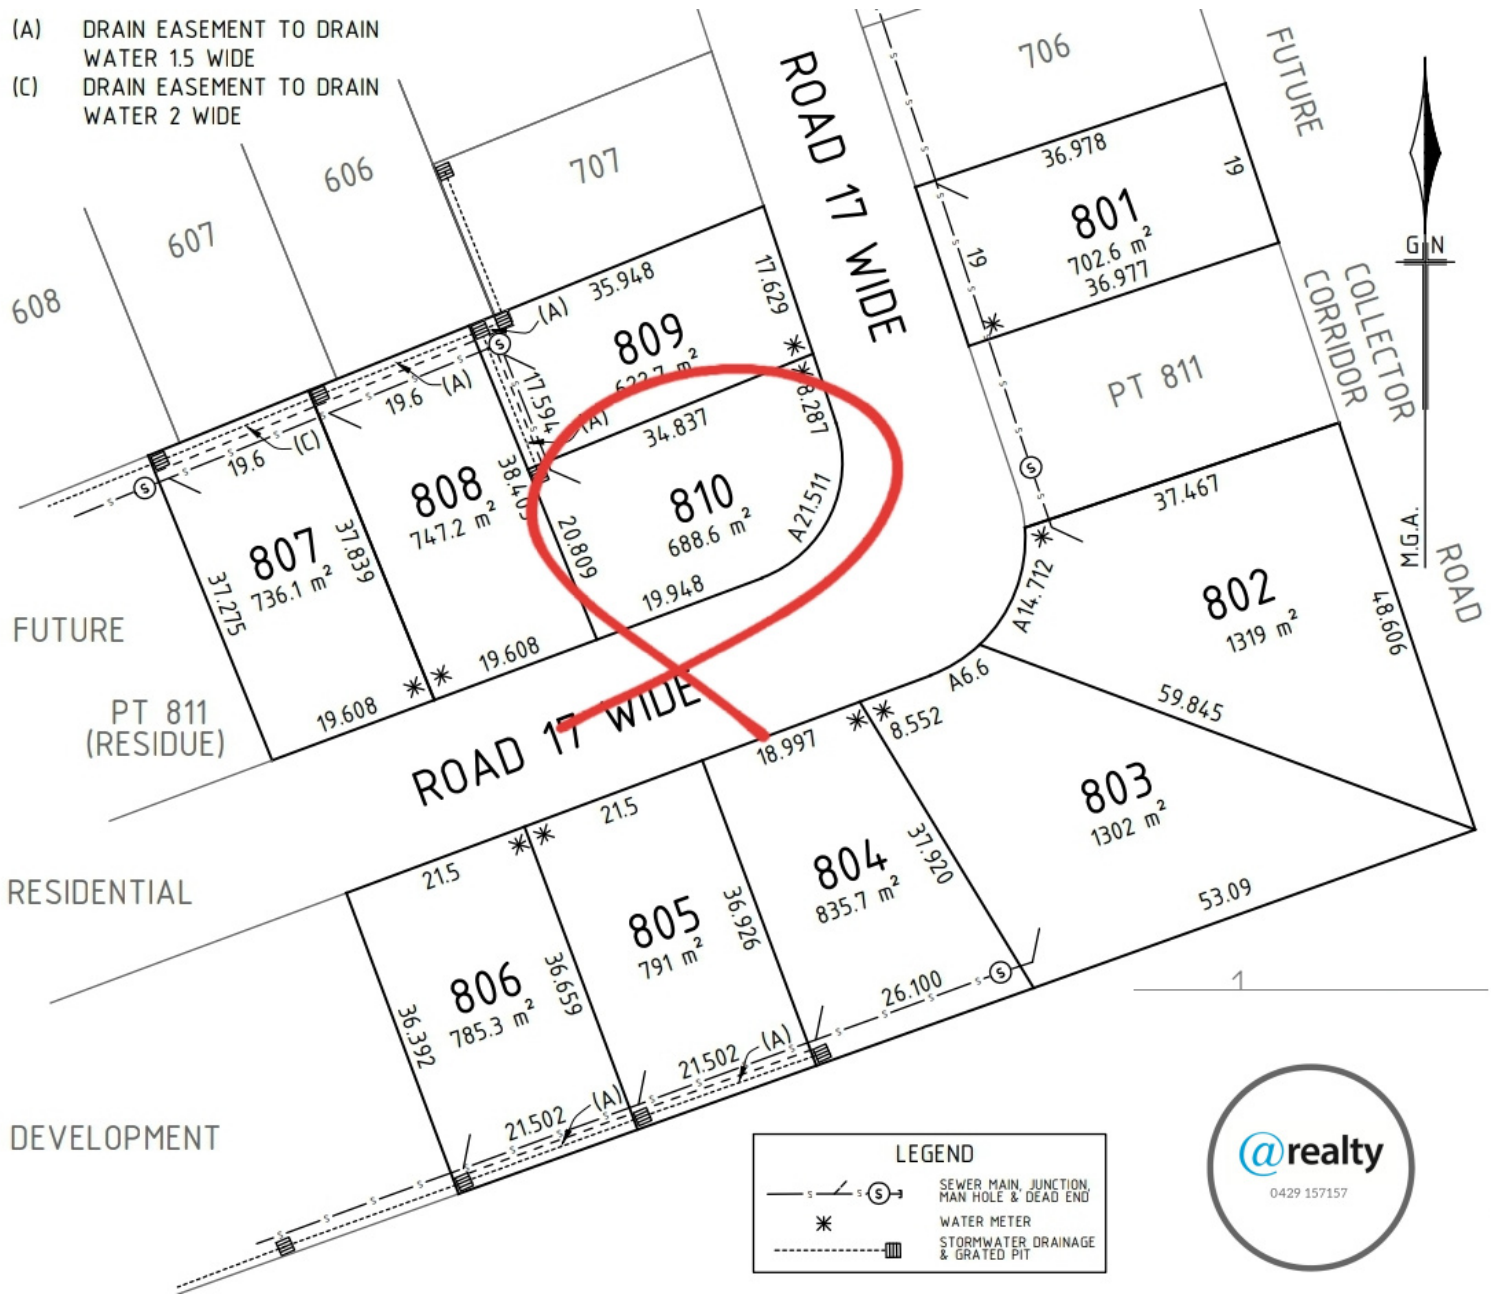 (A) DRAIN EASEMENT TO DRAIN
WATER 1.5 WIDE
(C) DRAIN EASEMENT TO DRAIN
WATER 2 WIDE
608
607
606
707
706
ROAD 17 WIDE
FUTURE
COLLECTOR
CORRIDOR
ROAD
G N
M.G.A.
36.978
19
801
702.6 m²
19
36.977
PT 811
35.948
17.629
809
(A)
17.594
(A)
34.837
8.287
810
688.6 m²
A21.511
20.809
19.948
19.6
(A)
808
747.2 m²
19.608
19.6
(C)
807
736.1 m²
37.839
37.275
19.608
FUTURE
PT 811
(RESIDUE)
RESIDENTIAL
DEVELOPMENT
ROAD 17 WIDE
37.467
A14.712
802
1319 m²
48.606
A6.6
59.845
8.552
803
1302 m²
53.09
18.997
804
835.7 m²
37.920
26.100
21.5
805
791 m²
36.926
21.502
(A)
21.5
806
785.3 m²
36.659
36.392
21.502
(A)
1
LEGEND
SEWER MAIN, JUNCTION,
MAN HOLE & DEAD END
WATER METER
STORMWATER DRAINAGE
& GRATED PIT
@realty
0429 157157